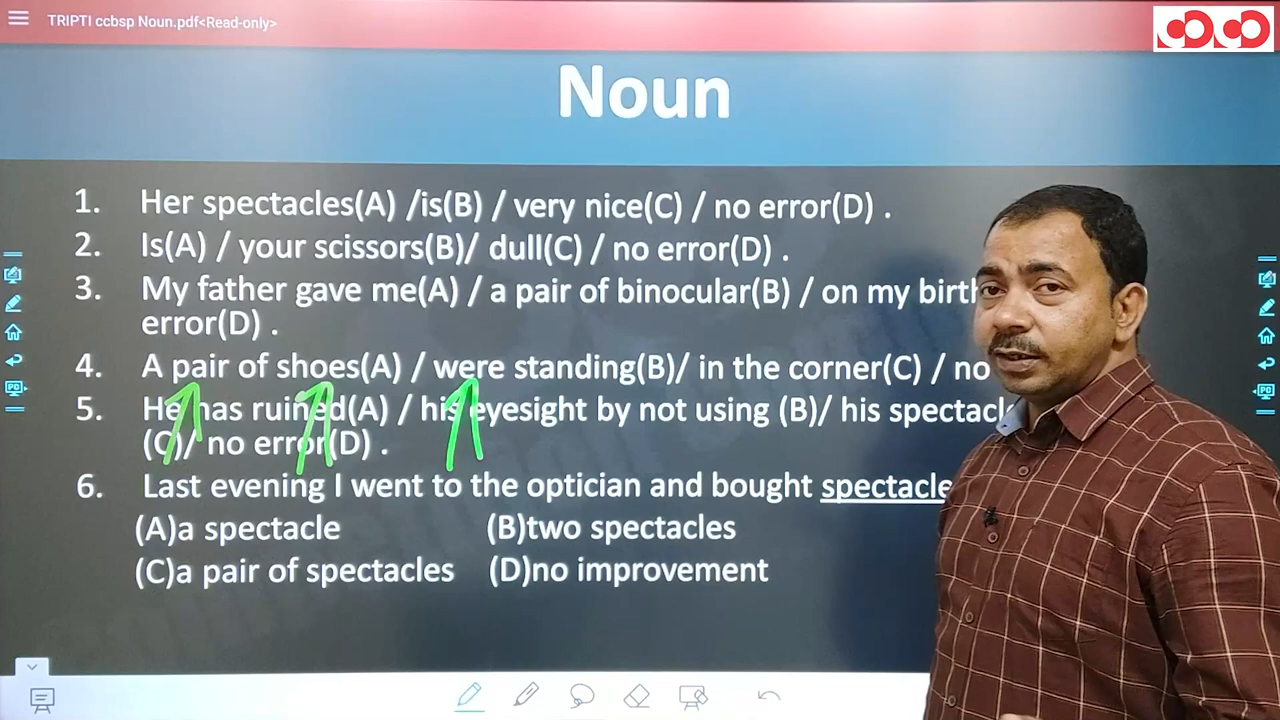 TRIPTI ccbsp Noun.pdf<Read-only>
Noun
1. Her spectacles(A) /is(B) / very nice(C) / no error(D) .
2. Is(A) / your scissors(B)/ dull(C) / no error(D) .
3. My father gave me(A) / a pair of binocular(B) / on my
error(D) .
4. A pair of shoes(A) / were standing(B)/ in the corner(C) / no
5. He has ruined(A) / his eyesight by not using (B)/ his
(C)/ no error(D) .
6. Last evening I went to the optician and bought
(A)a spectacle (B)two spectacles
(C)a pair of spectacles (D)no improvement